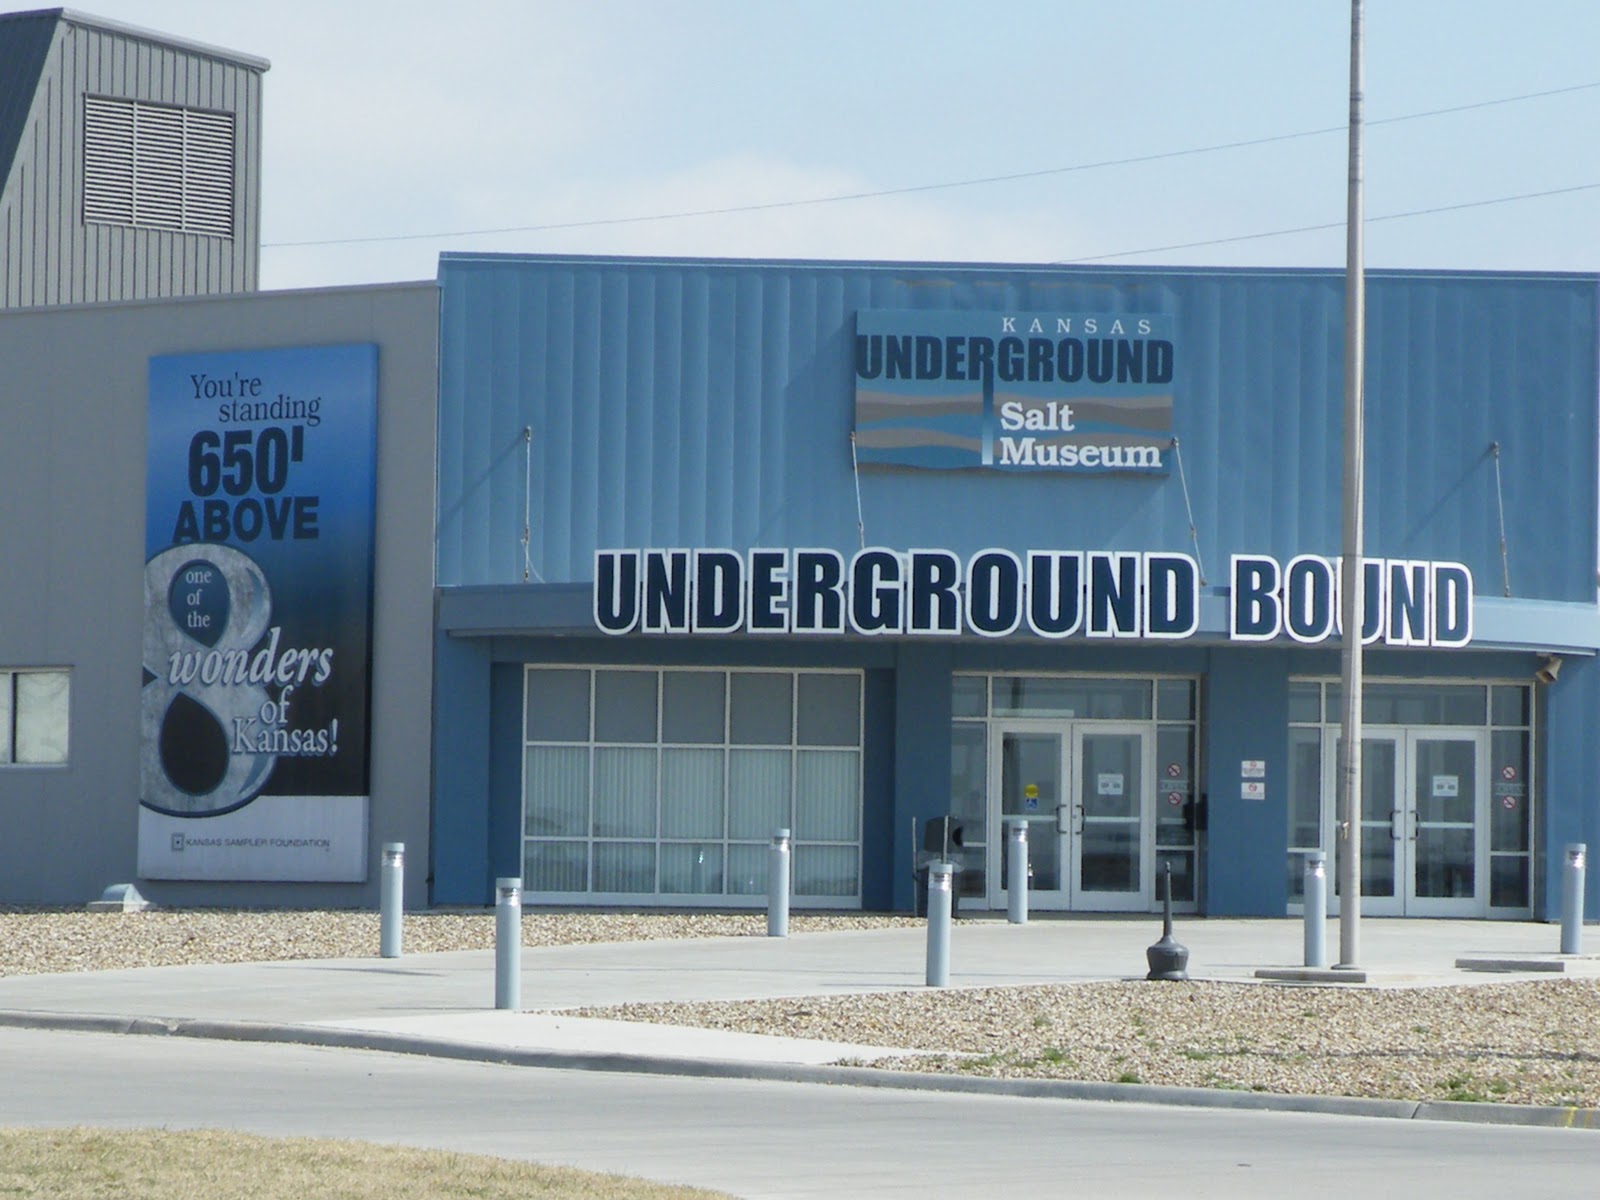 You're
standing
650'
ABOVE
one
of
the
8
wonders
of
Kansas!
KANSAS SAMPLER FOUNDATION
KANSAS
UNDERGROUND
Salt
Museum
UNDERGROUND BOUND